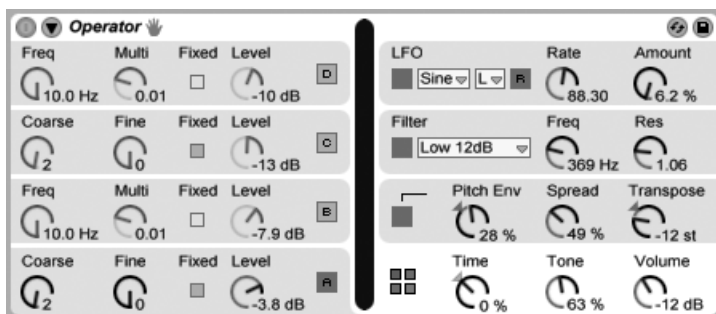 Operator
Freq Multi Fixed Level
10.0 Hz 0.01 -10 dB D
Coarse Fine Fixed Level
2 0 -13 dB C
Freq Multi Fixed Level
10.0 Hz 0.01 -7.9 dB B
Coarse Fine Fixed Level
2 0 -3.8 dB A
LFO Rate Amount
Sine L R 88.30 6.2 %
Filter Freq Res
Low 12dB 369 Hz 1.06
Pitch Env Spread Transpose
28 % 49 % -12 st
Time Tone Volume
0 % 63 % -12 dB